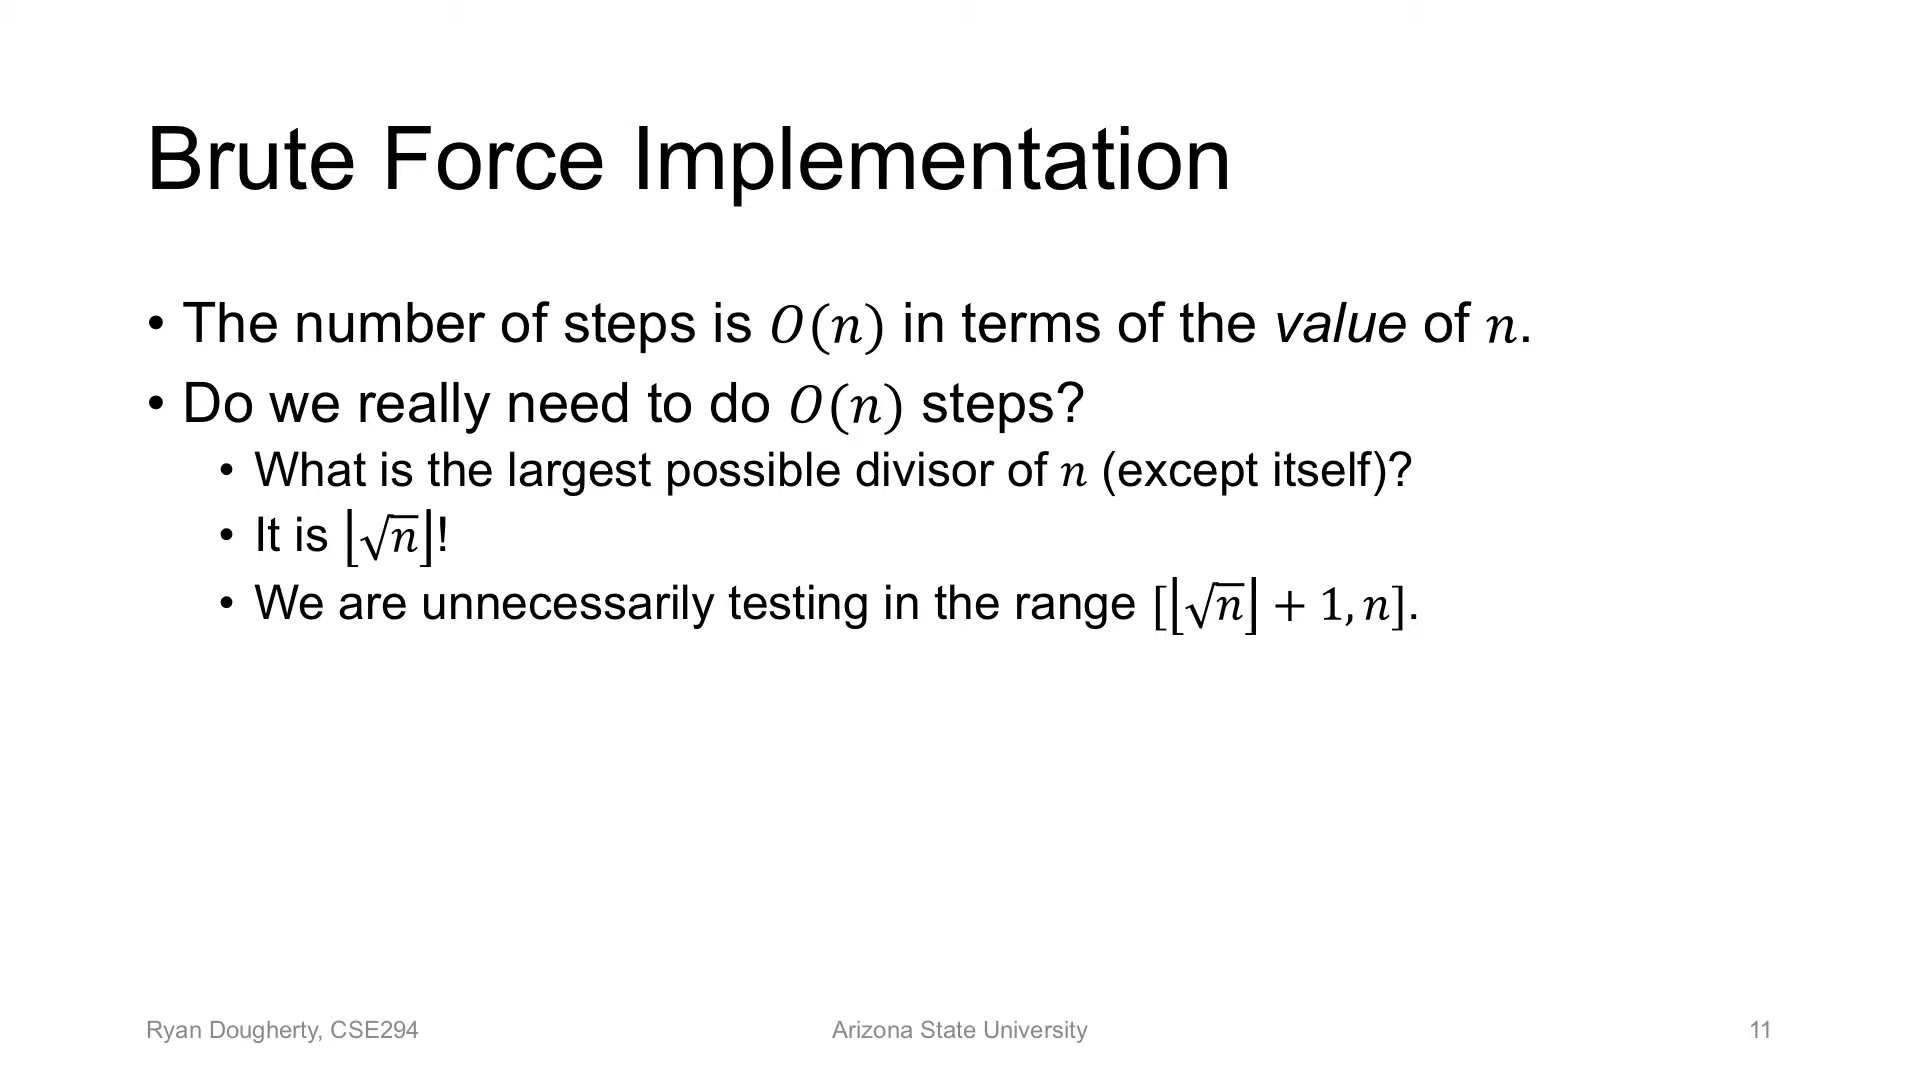 Brute Force Implementation
• The number of steps is 𝑂(𝑛) in terms of the value of 𝑛.
• Do we really need to do 𝑂(𝑛) steps?
• What is the largest possible divisor of 𝑛 (except itself)?
• It is ⌊√𝑛⌋!
• We are unnecessarily testing in the range [⌊√𝑛⌋ + 1, 𝑛].
Ryan Dougherty, CSE294
Arizona State University
11